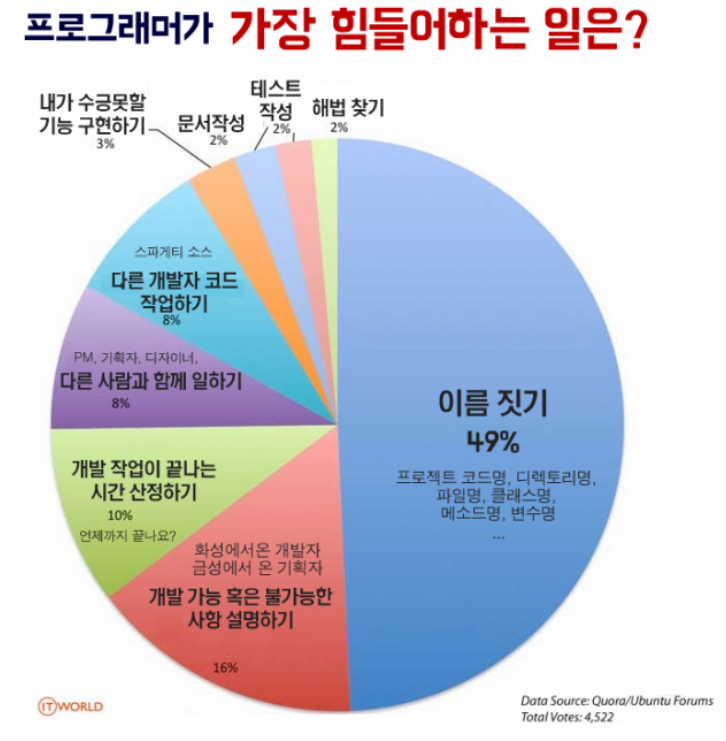 프로그래머가 가장 힘들어하는 일은?
내가 수긍못할
기능 구현하기
3%
문서작성
2%
테스트
작성
2%
해법 찾기
2%
스파게티 소스
다른 개발자 코드
작업하기
8%
PM, 기획자, 디자이너,
다른 사람과 함께 일하기
8%
이름 짓기
49%
프로젝트 코드명, 디렉토리명,
파일명, 클래스명,
메소드명, 변수명
...
개발 작업이 끝나는
시간 산정하기
10%
언제까지 끝나요?
화성에서온 개발자
금성에서 온 기획자
개발 가능 혹은 불가능한
사항 설명하기
16%
ITWORLD
Data Source: Quora/Ubuntu Forums
Total Votes: 4,522